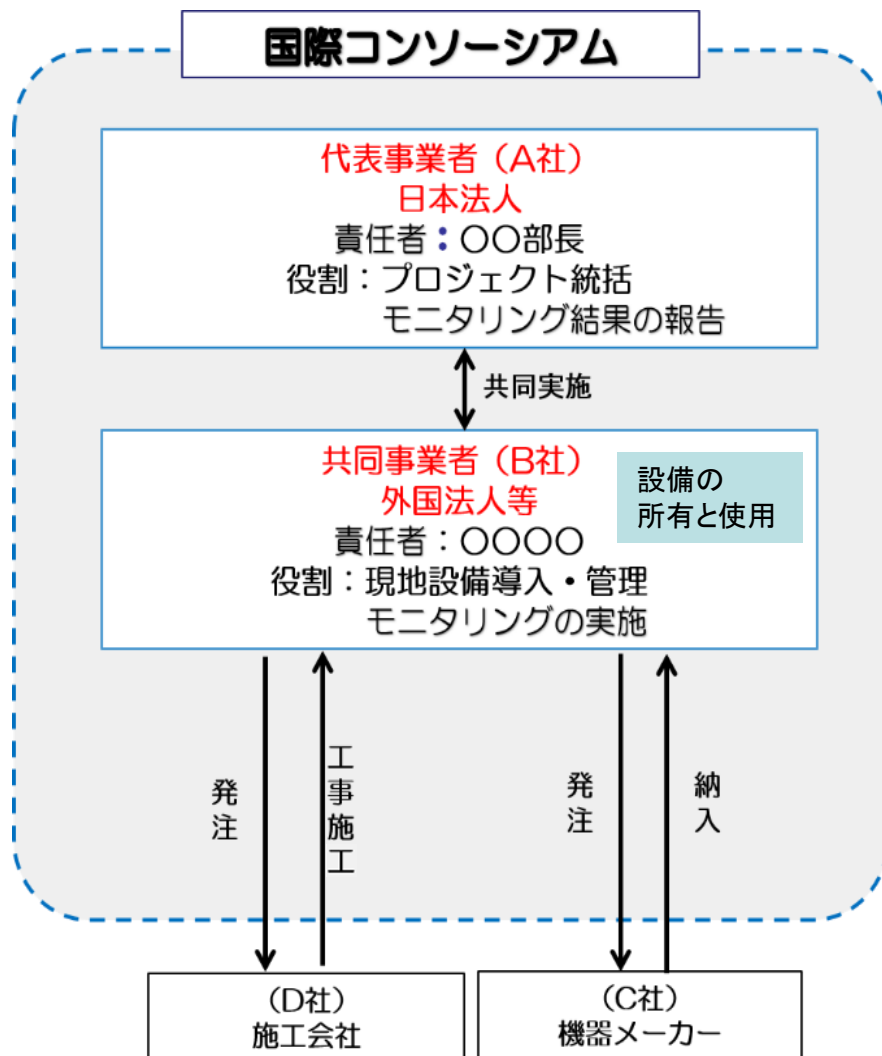 国際コンソーシアム
代表事業者（A社）
日本法人
責任者：〇〇部長
役割：プロジェクト統括
モニタリング結果の報告
共同実施
共同事業者（B社）
外国法人等
責任者：〇〇〇〇
役割：現地設備導入・管理
モニタリングの実施
設備の
所有と使用
発注
工事施工
発注
納入
（D社）
施工会社
（C社）
機器メーカー